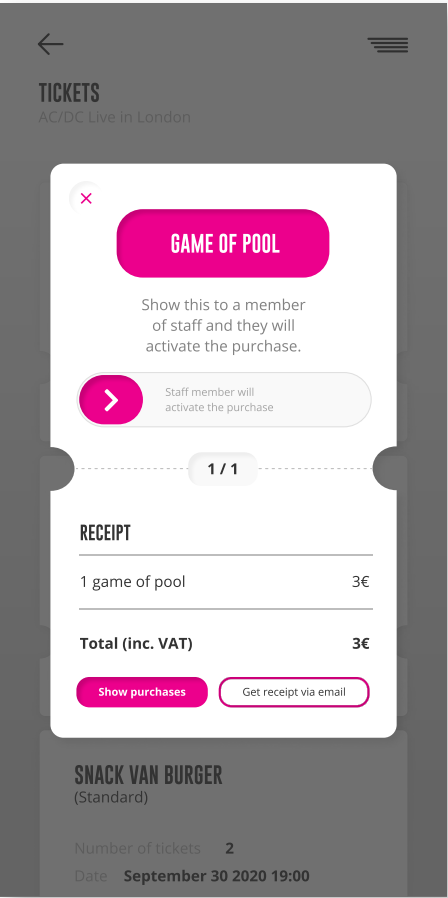 TICKETS
AC/DC Live in London
GAME OF POOL
Show this to a member
of staff and they will
activate the purchase.
Staff member will
activate the purchase
1 / 1
RECEIPT
1 game of pool 3€
Total (inc. VAT) 3€
Show purchases Get receipt via email
SNACK VAN BURGER
(Standard)
Number of tickets 2
Date September 30 2020 19:00